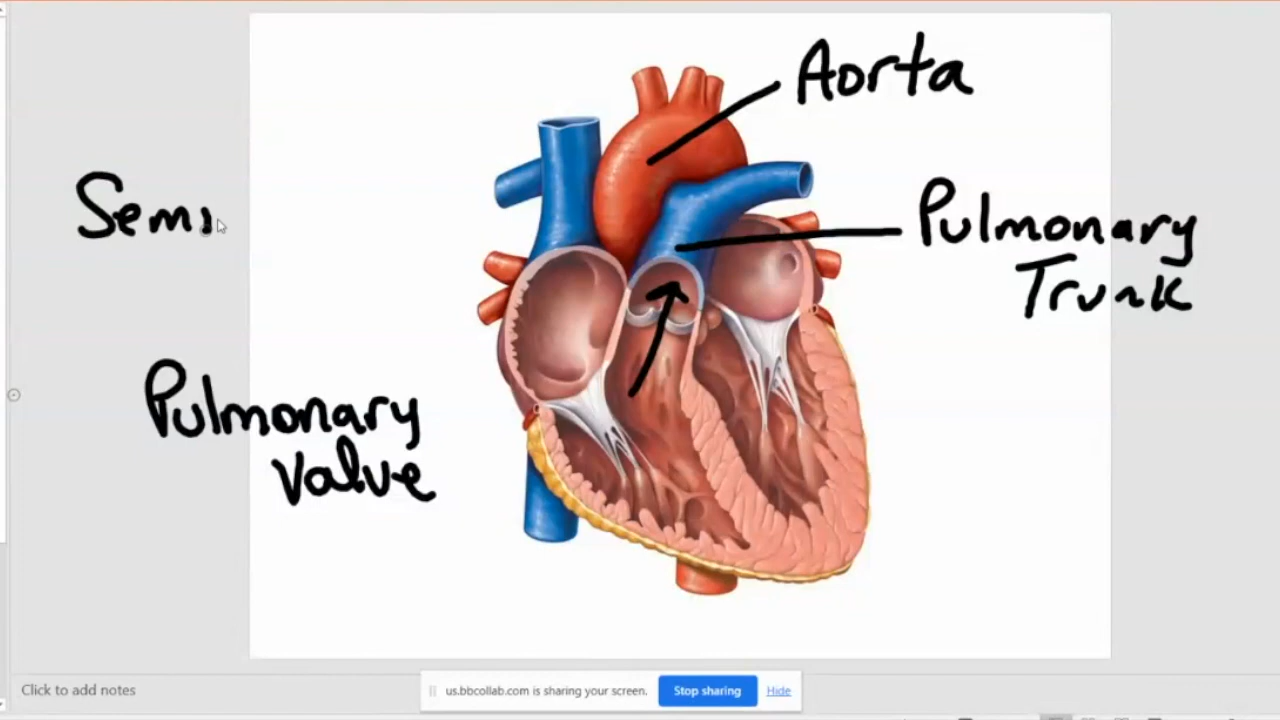 Aorta
Semi
Pulmonary
Trunk
Pulmonary
Valve
Click to add notes
us.bbcollab.com is sharing your screen.
Stop sharing
Hide